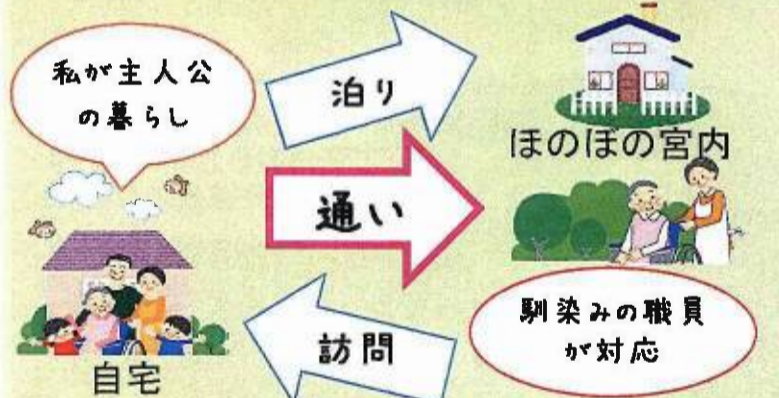 私が主人公
の暮らし
泊り
ほのぼの宮内
通い
馴染みの職員
が対応
訪問
自宅